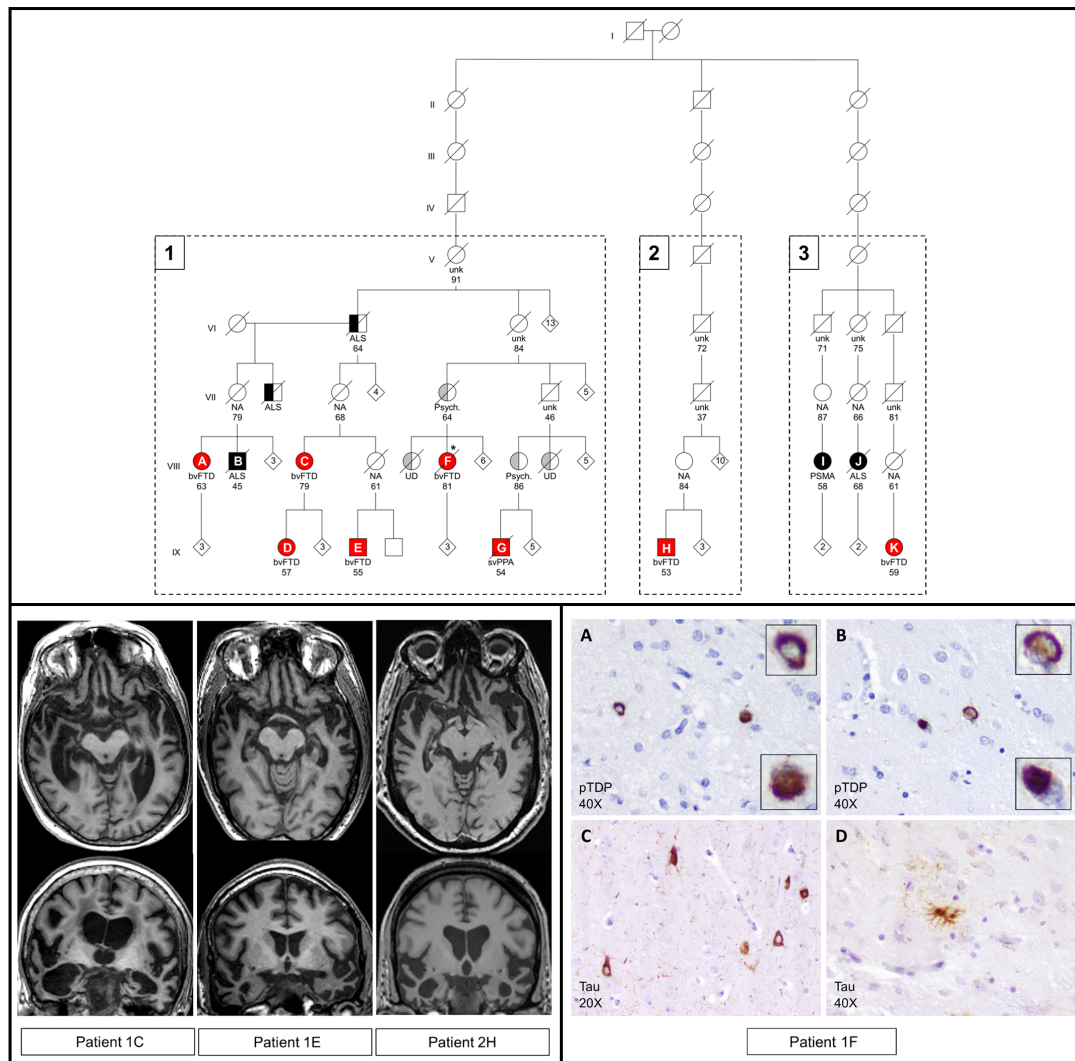 I
II
III
IV
1
2
3
V
unk
91
VI
13
ALS
64
unk
84
unk
72
unk
71
unk
75
VII
4
5
NA
79
ALS
NA
68
Psych.
64
unk
46
unk
37
NA
87
NA
66
unk
81
VIII
A
B
3
C
*
F
6
5
10
I
J
bvFTD
63
ALS
45
bvFTD
79
NA
61
UD
bvFTD
81
Psych.
86
UD
NA
84
PSMA
58
ALS
68
NA
61
IX
3
D
3
E
3
G
5
H
3
2
2
K
bvFTD
57
bvFTD
55
svPPA
54
bvFTD
53
bvFTD
59
Patient 1C
Patient 1E
Patient 2H
A
pTDP
40X
B
pTDP
40X
C
Tau
20X
D
Tau
40X
Patient 1F